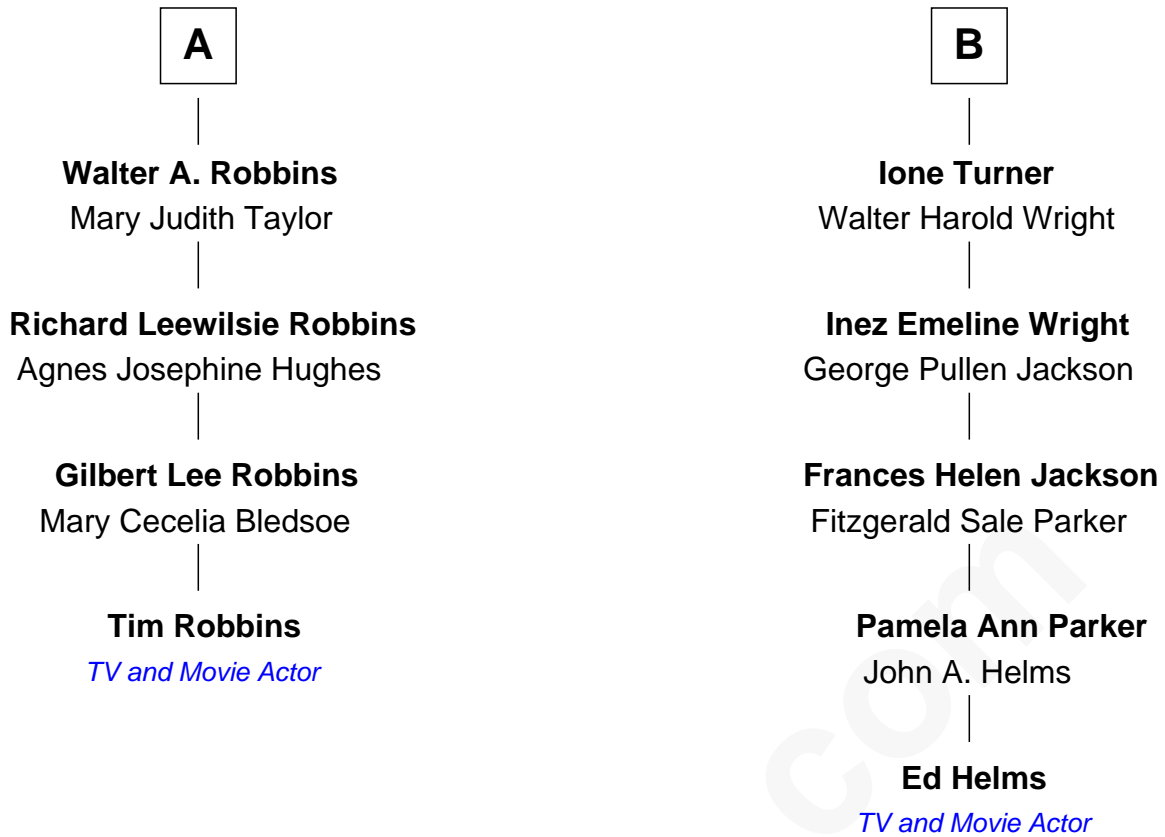 A
Walter A. Robbins
Mary Judith Taylor
Richard Leewilsie Robbins
Agnes Josephine Hughes
Gilbert Lee Robbins
Mary Cecelia Bledsoe
Tim Robbins
TV and Movie Actor
B
Ione Turner
Walter Harold Wright
Inez Emeline Wright
George Pullen Jackson
Frances Helen Jackson
Fitzgerald Sale Parker
Pamela Ann Parker
John A. Helms
Ed Helms
TV and Movie Actor
com